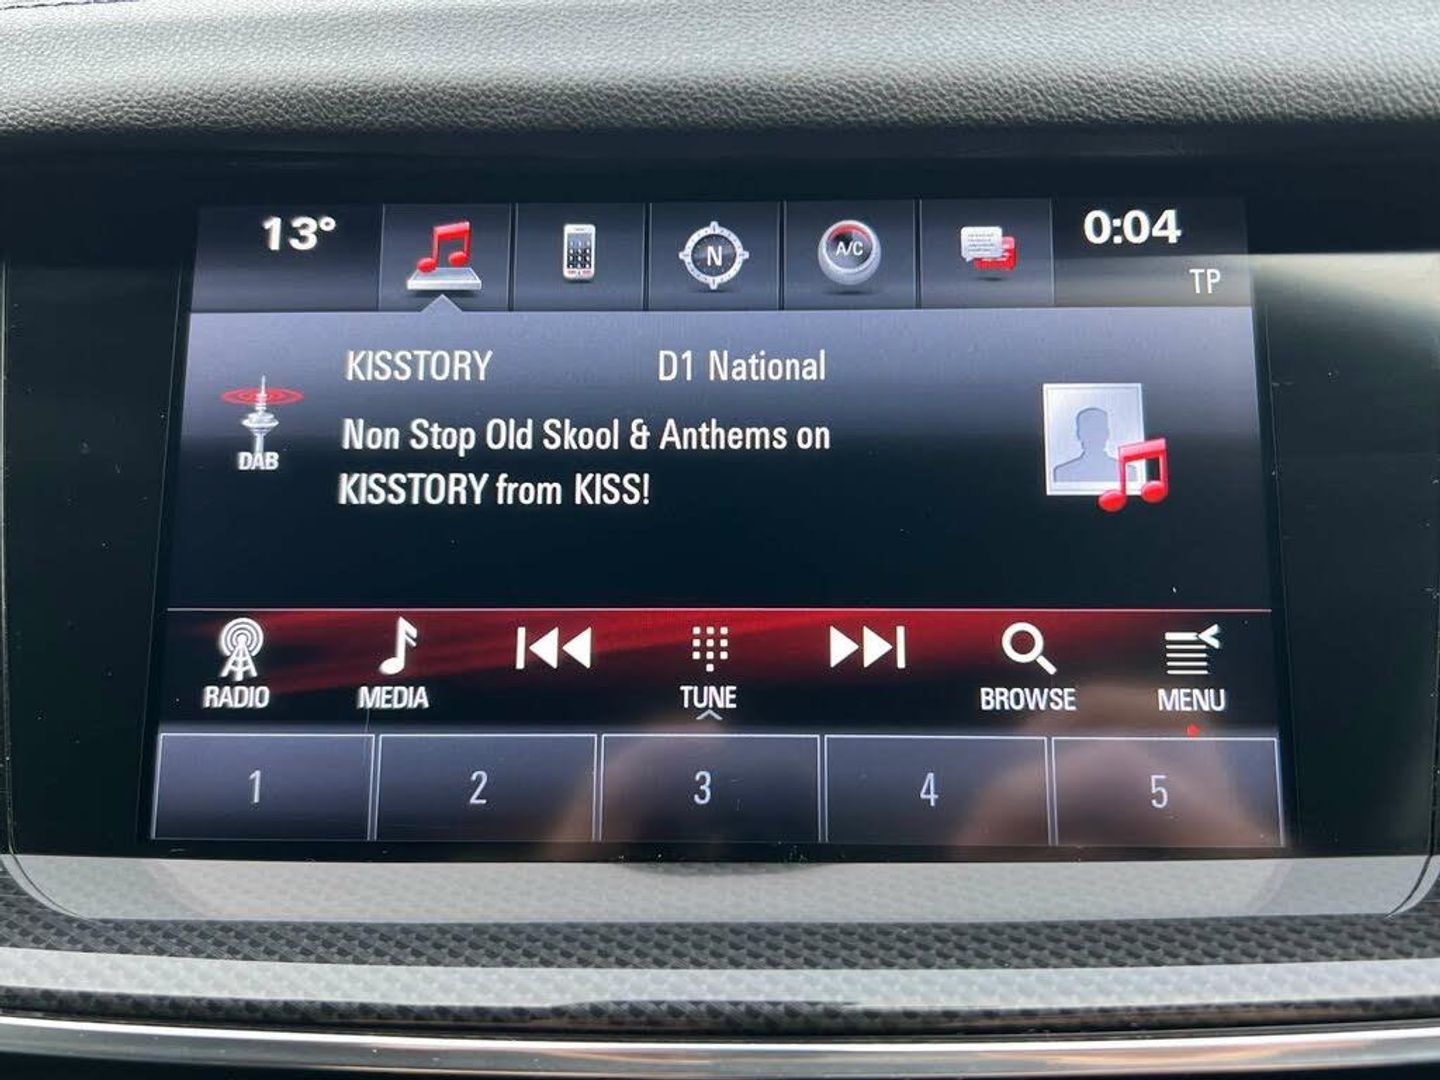 13°
N
A/C
0:04
TP
KISSTORY D1 National
DAB
Non Stop Old Skool & Anthems on
KISSTORY from KISS!
RADIO MEDIA TUNE BROWSE MENU
1 2 3 4 5